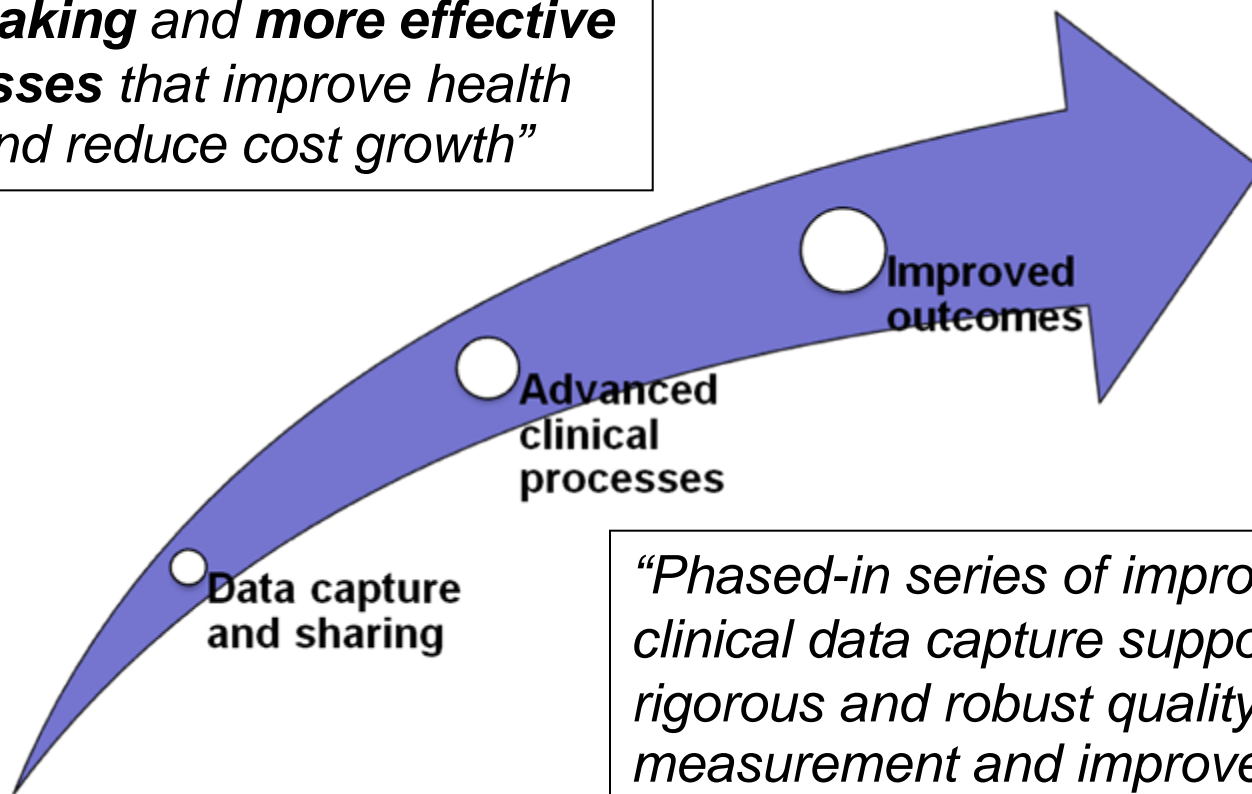 aking and more effective
sses that improve health
nd reduce cost growth”
Improved
outcomes
Advanced
clinical
processes
Data capture
and sharing
“Phased-in series of impro
clinical data capture suppo
rigorous and robust quality
measurement and improve